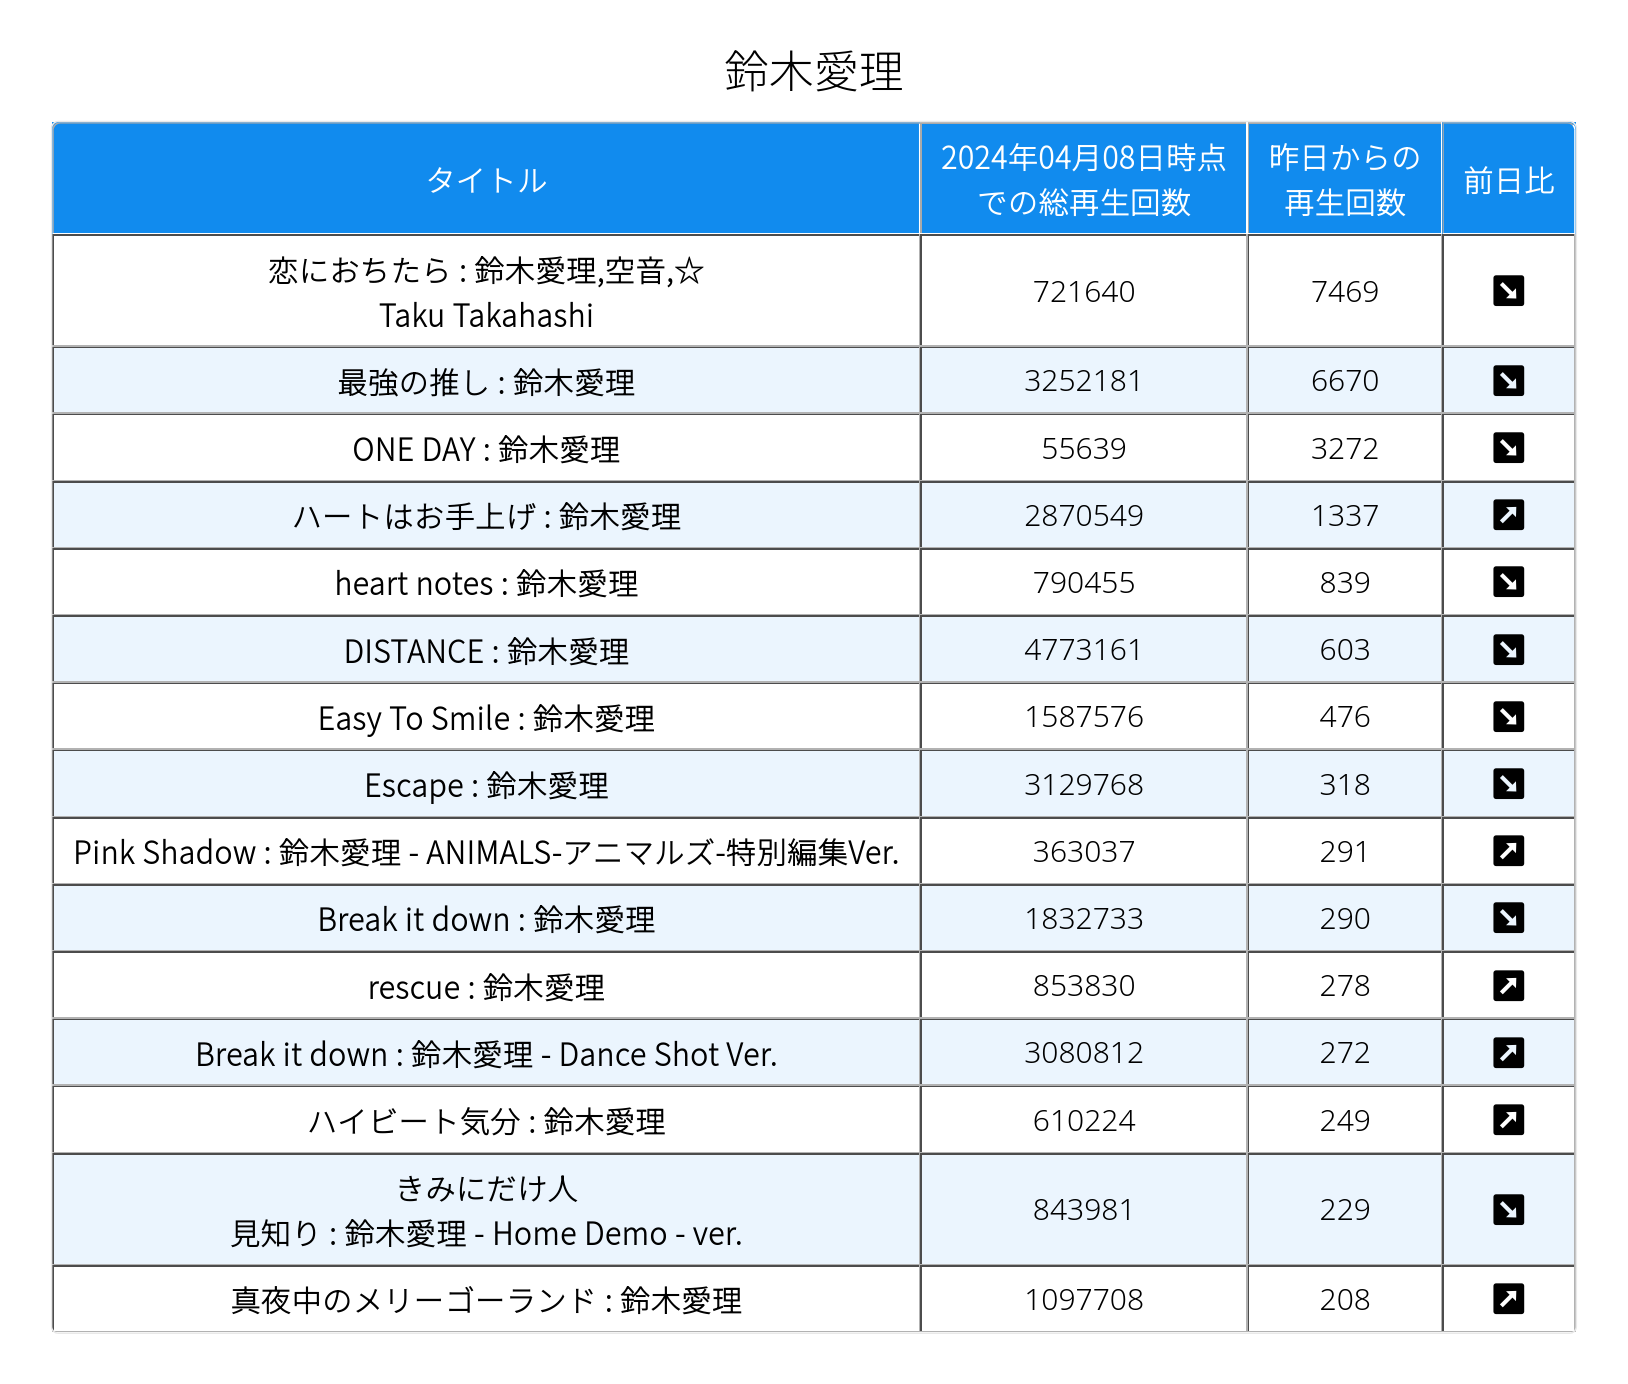 鈴木愛理
タイトル
2024年04月08日時点
での総再生回数
昨日からの
再生回数
前日比
恋におちたら : 鈴木愛理,空音,☆
Taku Takahashi
721640
7469
最強の推し : 鈴木愛理
3252181
6670
ONE DAY : 鈴木愛理
55639
3272
ハートはお手上げ : 鈴木愛理
2870549
1337
heart notes : 鈴木愛理
790455
839
DISTANCE : 鈴木愛理
4773161
603
Easy To Smile : 鈴木愛理
1587576
476
Escape : 鈴木愛理
3129768
318
Pink Shadow : 鈴木愛理 - ANIMALS-アニマルズ-特別編集Ver.
363037
291
Break it down : 鈴木愛理
1832733
290
rescue : 鈴木愛理
853830
278
Break it down : 鈴木愛理 - Dance Shot Ver.
3080812
272
ハイビート気分 : 鈴木愛理
610224
249
きみにだけ人
見知り : 鈴木愛理 - Home Demo - ver.
843981
229
真夜中のメリーゴーランド : 鈴木愛理
1097708
208